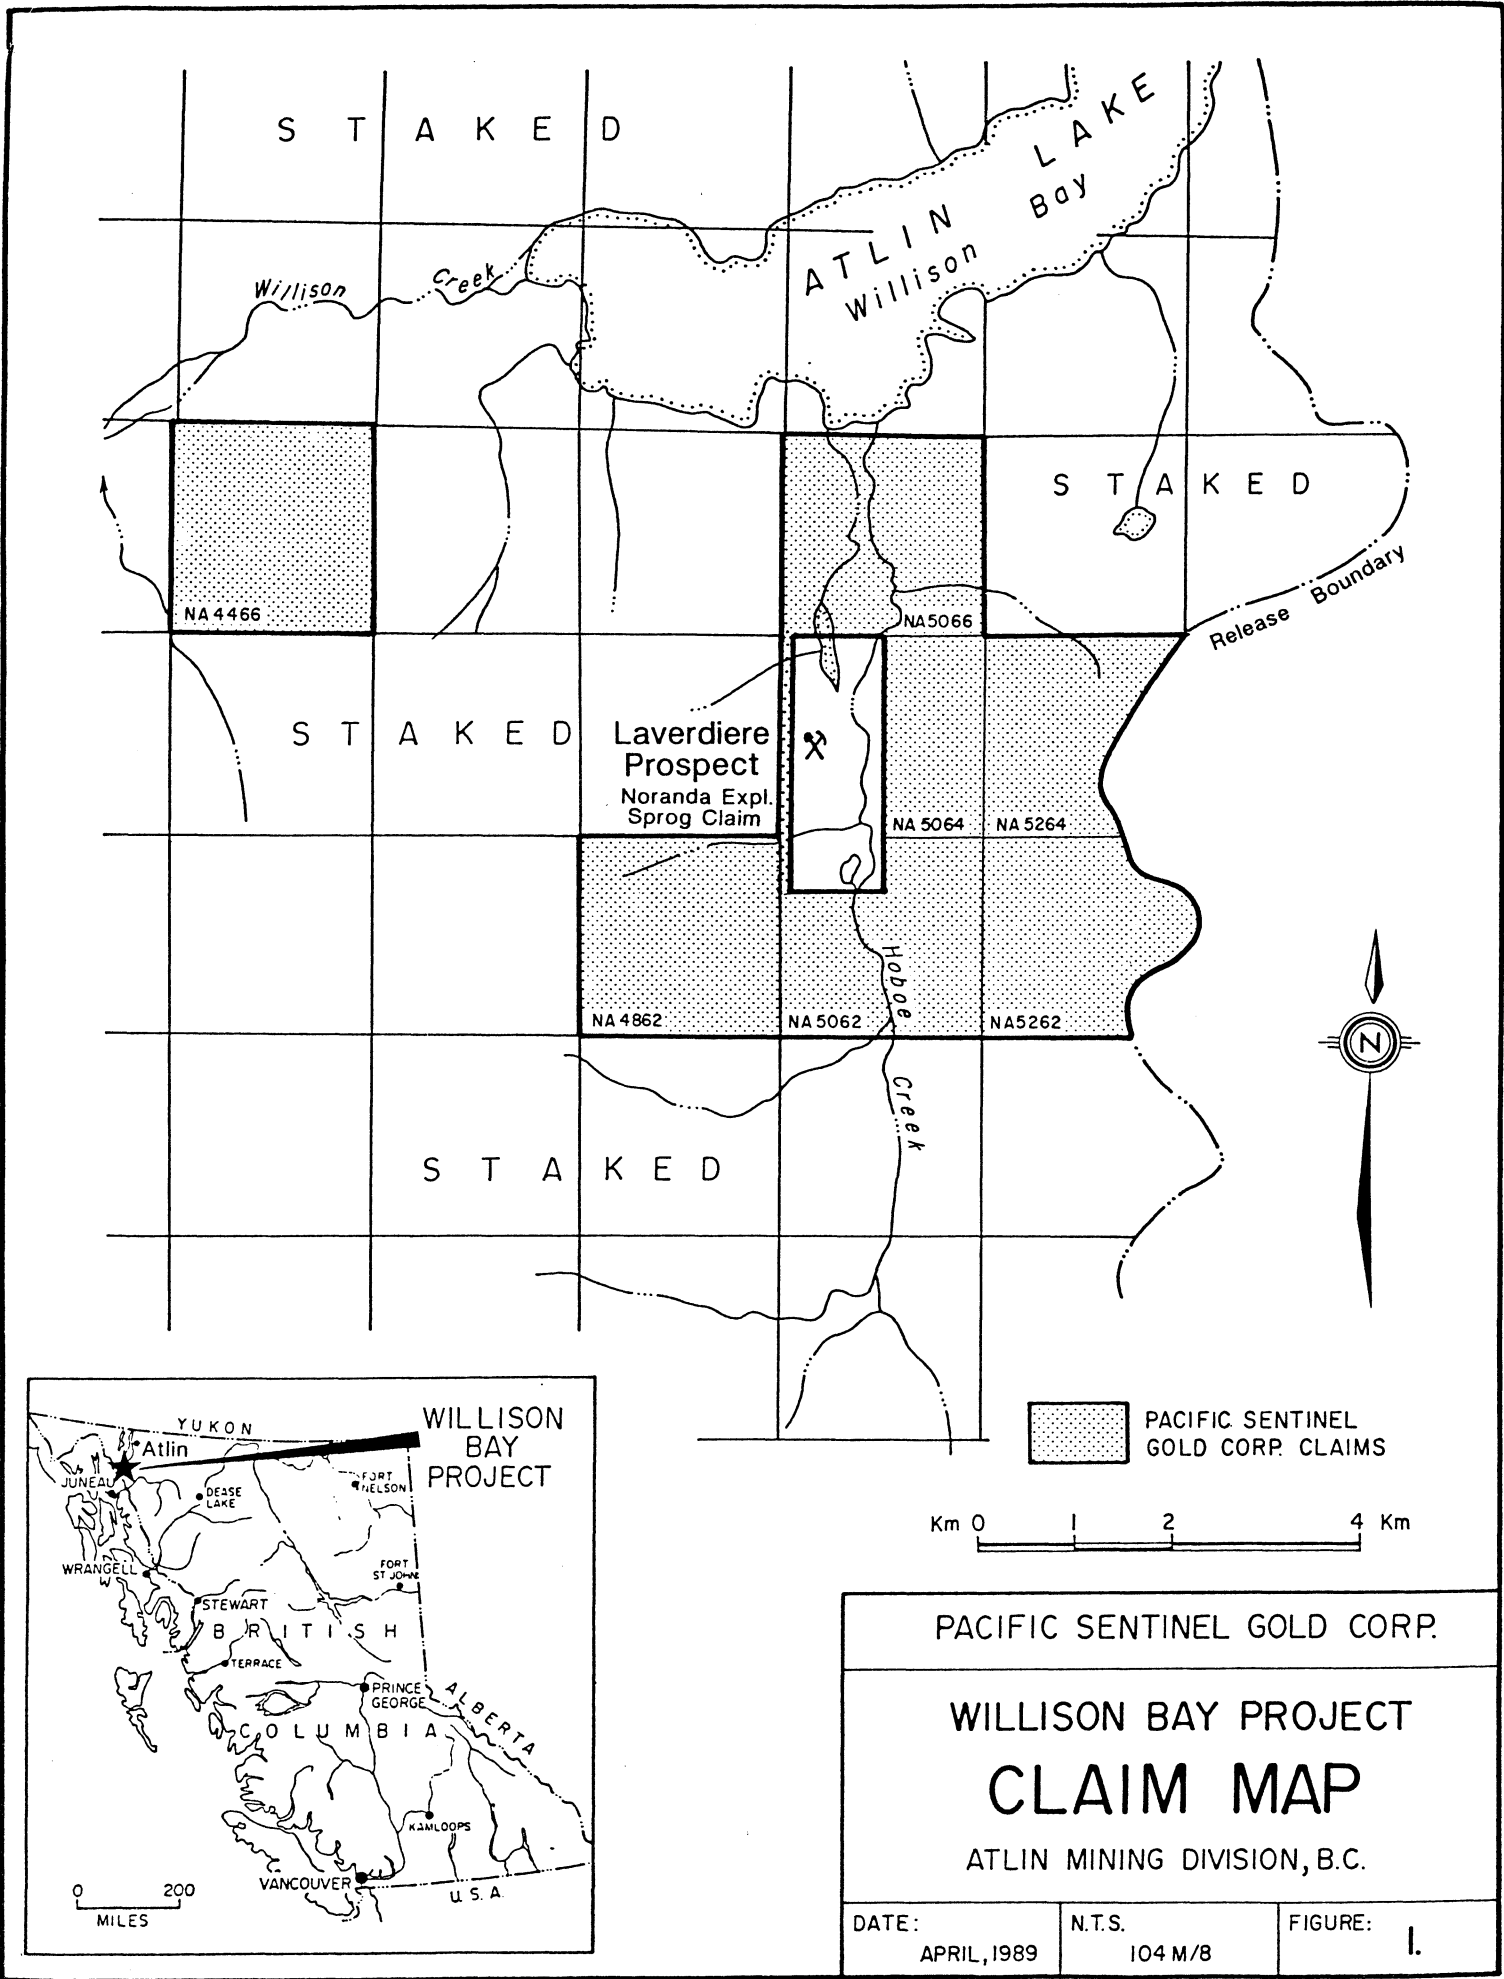 STAKED
ATLIN LAKE
Willison Bay
Willison Creek
STAKED
NA 4466
NA 5066
Release Boundary
STAKED
Laverdiere
Prospect
Noranda Expl.
Sprog Claim
NA 5064
NA 5264
NA 4862
NA 5062
NA 5262
Hoboe Creek
STAKED
N
YUKON
Atlin
WILLISON
BAY
PROJECT
JUNEAU
DEASE
LAKE
FORT
NELSON
WRANGELL
FORT
ST JOHN
STEWART
BRITISH
TERRACE
PRINCE
GEORGE
ALBERTA
COLUMBIA
KAMLOOPS
VANCOUVER
U.S.A.
0 200
MILES
PACIFIC SENTINEL
GOLD CORP. CLAIMS
Km 0 1 2 4 Km
PACIFIC SENTINEL GOLD CORP.
WILLISON BAY PROJECT
CLAIM MAP
ATLIN MINING DIVISION, B.C.
DATE:
APRIL, 1989
N.T.S.
104 M/8
FIGURE:
1.